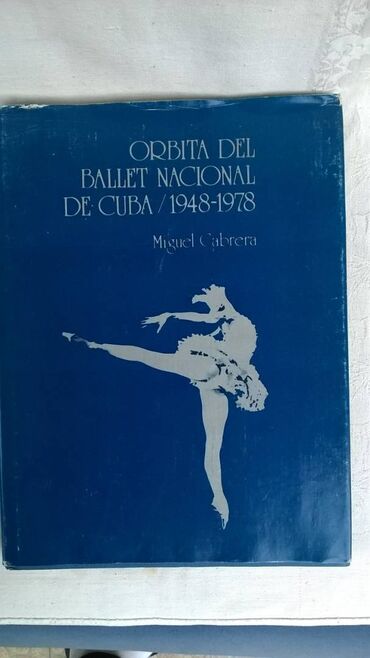 ORBITA DEL
BALLET NACIONAL
DE CUBA / 1948-1978
Miguel Cabrera